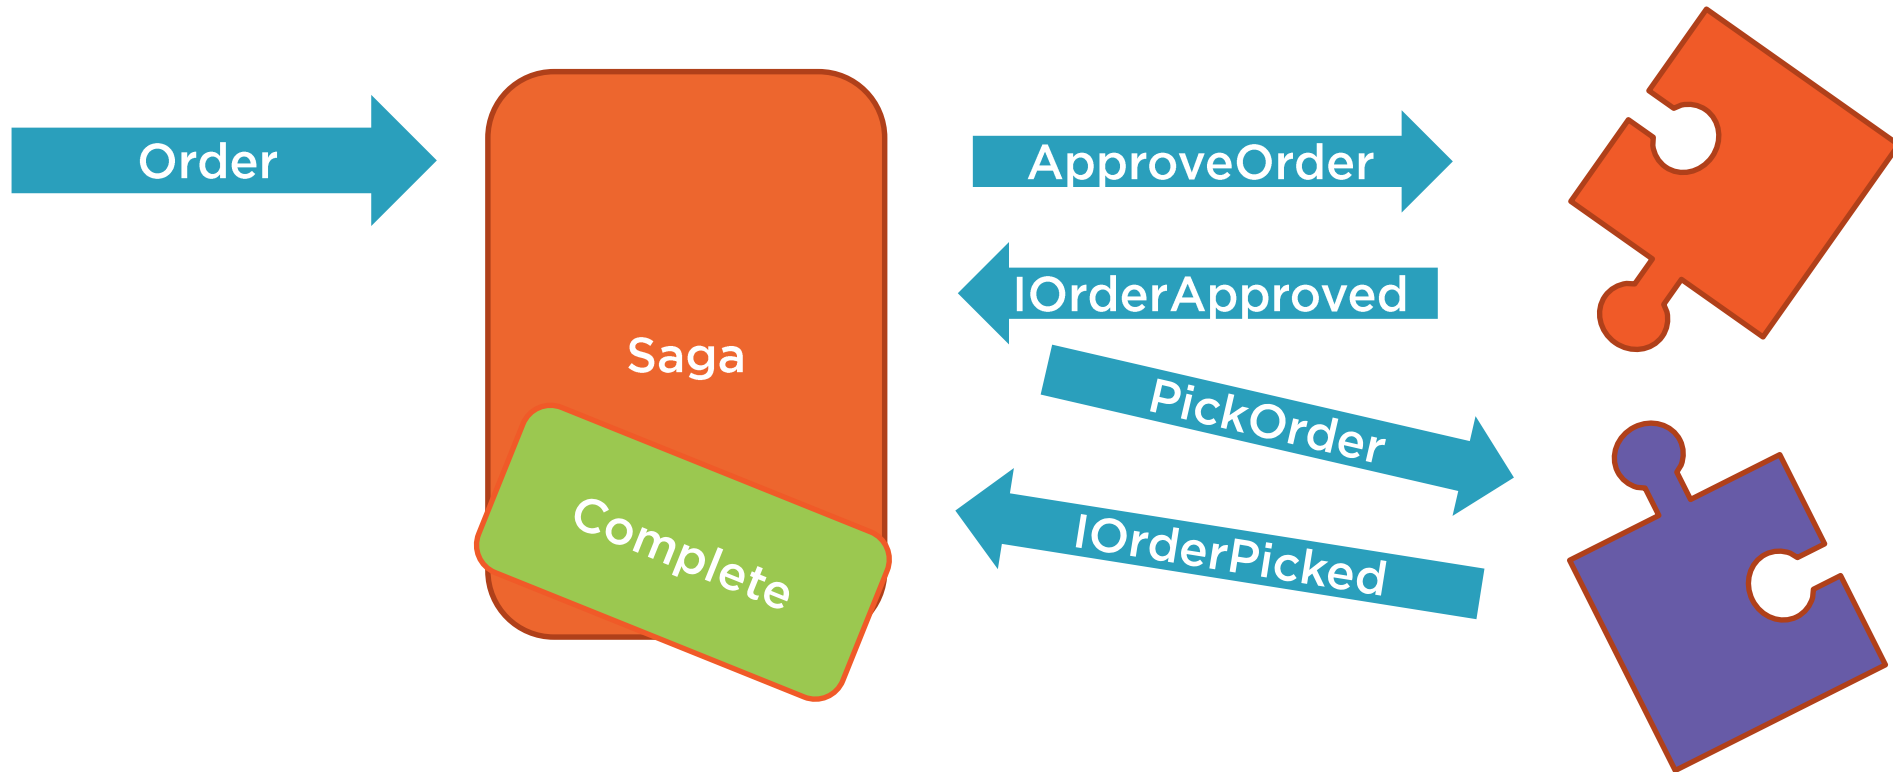 Order
ApproveOrder
IOrderApproved
Saga
PickOrder
IOrderPicked
Complete